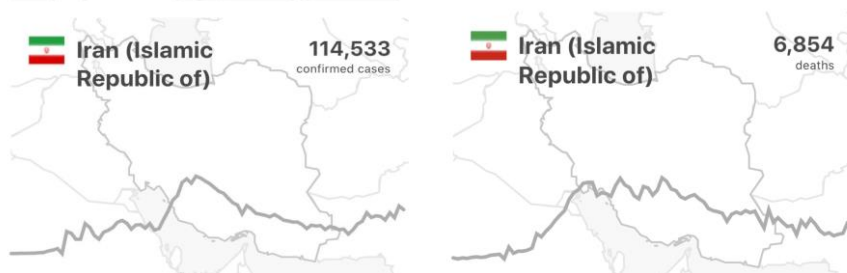 Iran (Islamic
Republic of)
114,533
confirmed cases
Iran (Islamic
Republic of)
6,854
deaths